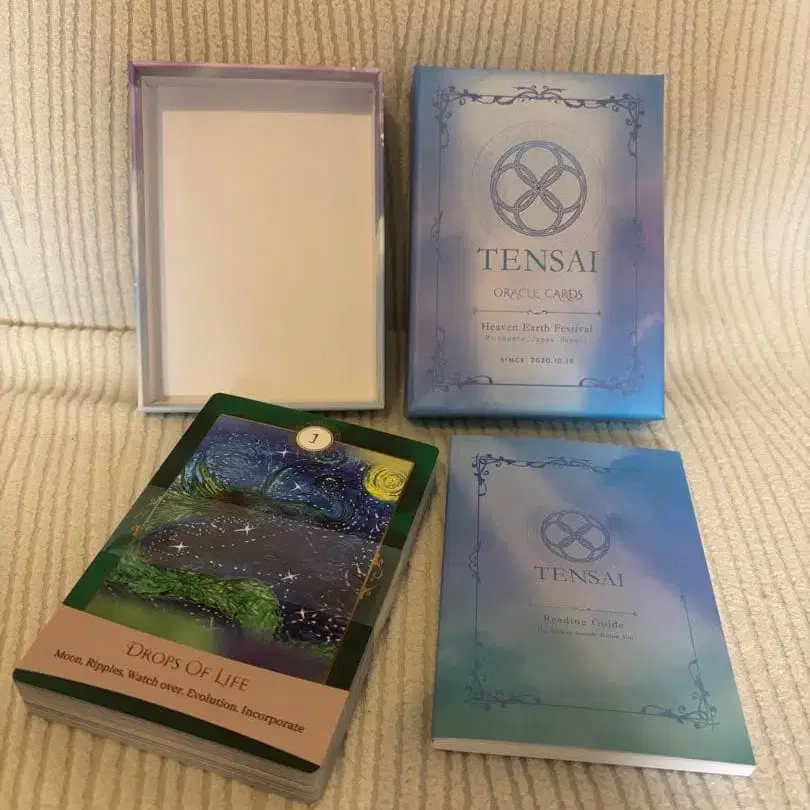 TENSAI
ORACLE CARDS
Heaven Earth Festival
SINCE 2020.10.10
1
DROPS OF LIFE
Moon, Ripples, Watch over, Evolution, Incorporate
TENSAI
Reading Guide